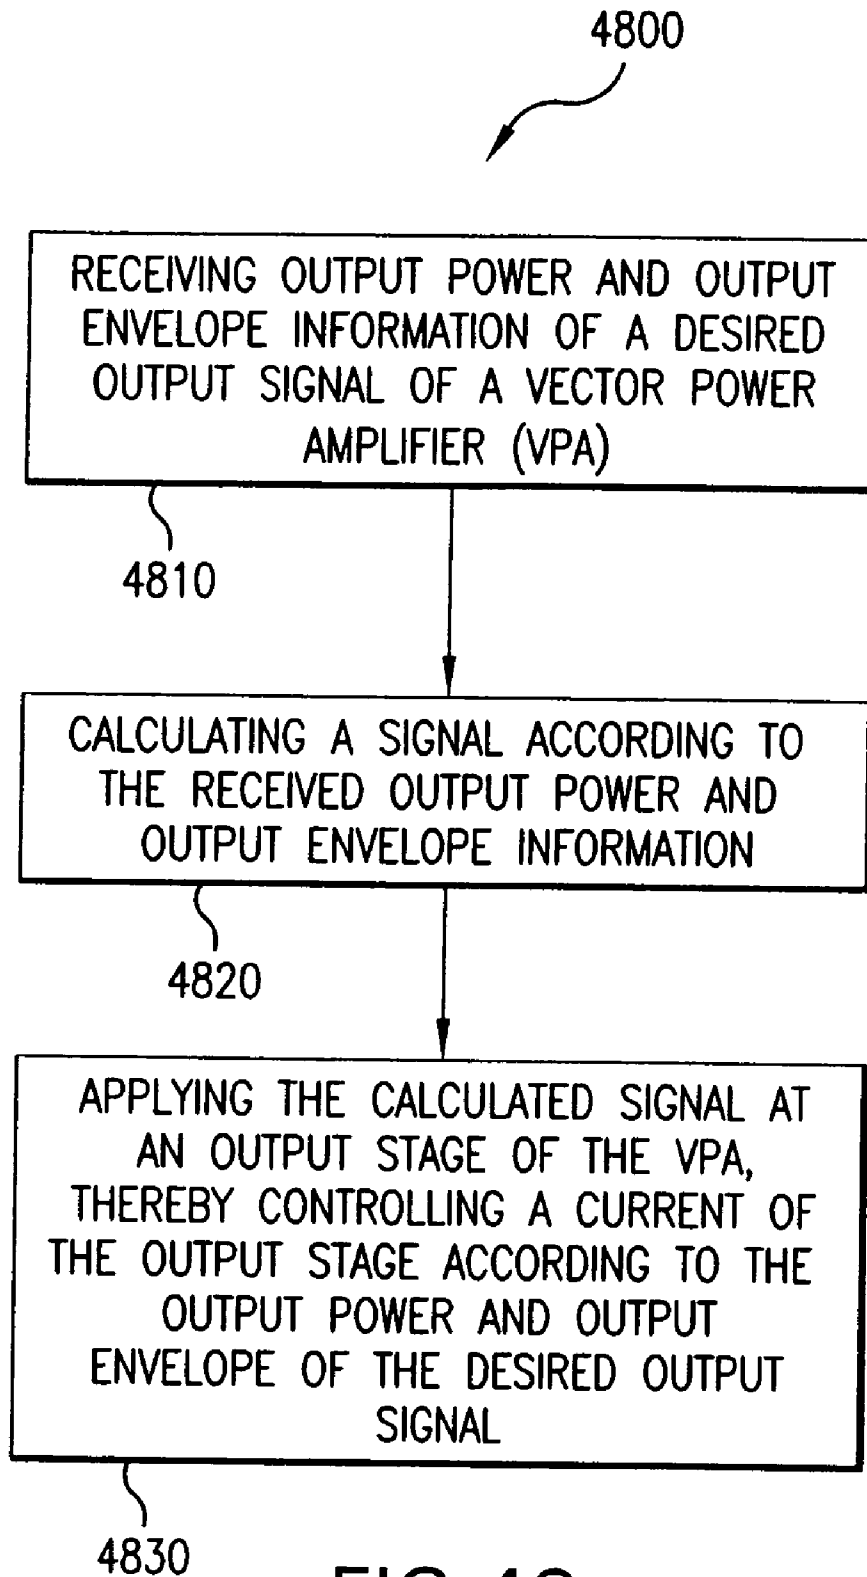 4800
RECEIVING OUTPUT POWER AND OUTPUT
ENVELOPE INFORMATION OF A DESIRED
OUTPUT SIGNAL OF A VECTOR POWER
AMPLIFIER (VPA)
4810
CALCULATING A SIGNAL ACCORDING TO
THE RECEIVED OUTPUT POWER AND
OUTPUT ENVELOPE INFORMATION
4820
APPLYING THE CALCULATED SIGNAL AT
AN OUTPUT STAGE OF THE VPA,
THEREBY CONTROLLING A CURRENT OF
THE OUTPUT STAGE ACCORDING TO THE
OUTPUT POWER AND OUTPUT
ENVELOPE OF THE DESIRED OUTPUT
SIGNAL
4830